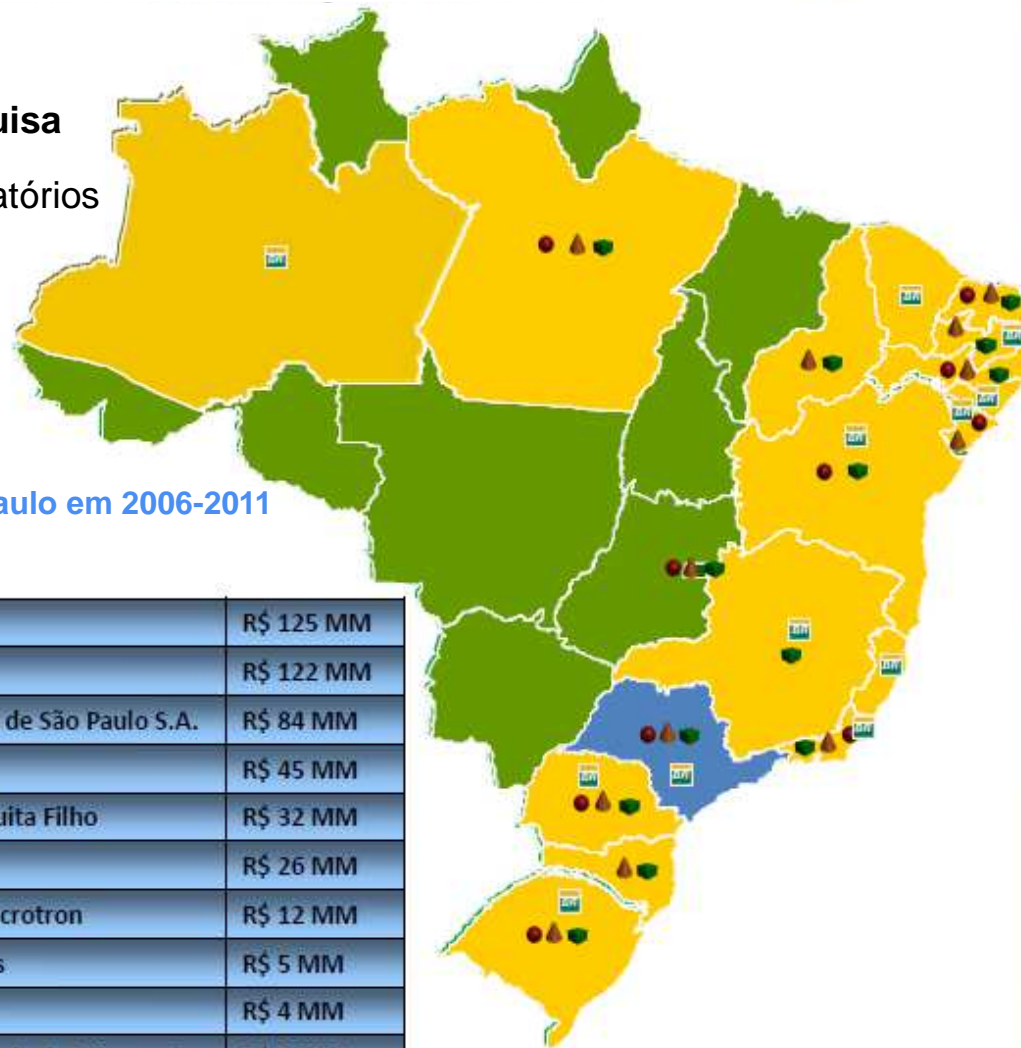 uisa
atórios
aulo em 2006-2011
R$ 125 MM
R$ 122 MM
de São Paulo S.A. R$ 84 MM
R$ 45 MM
uita Filho R$ 32 MM
R$ 26 MM
crotron R$ 12 MM
s R$ 5 MM
R$ 4 MM